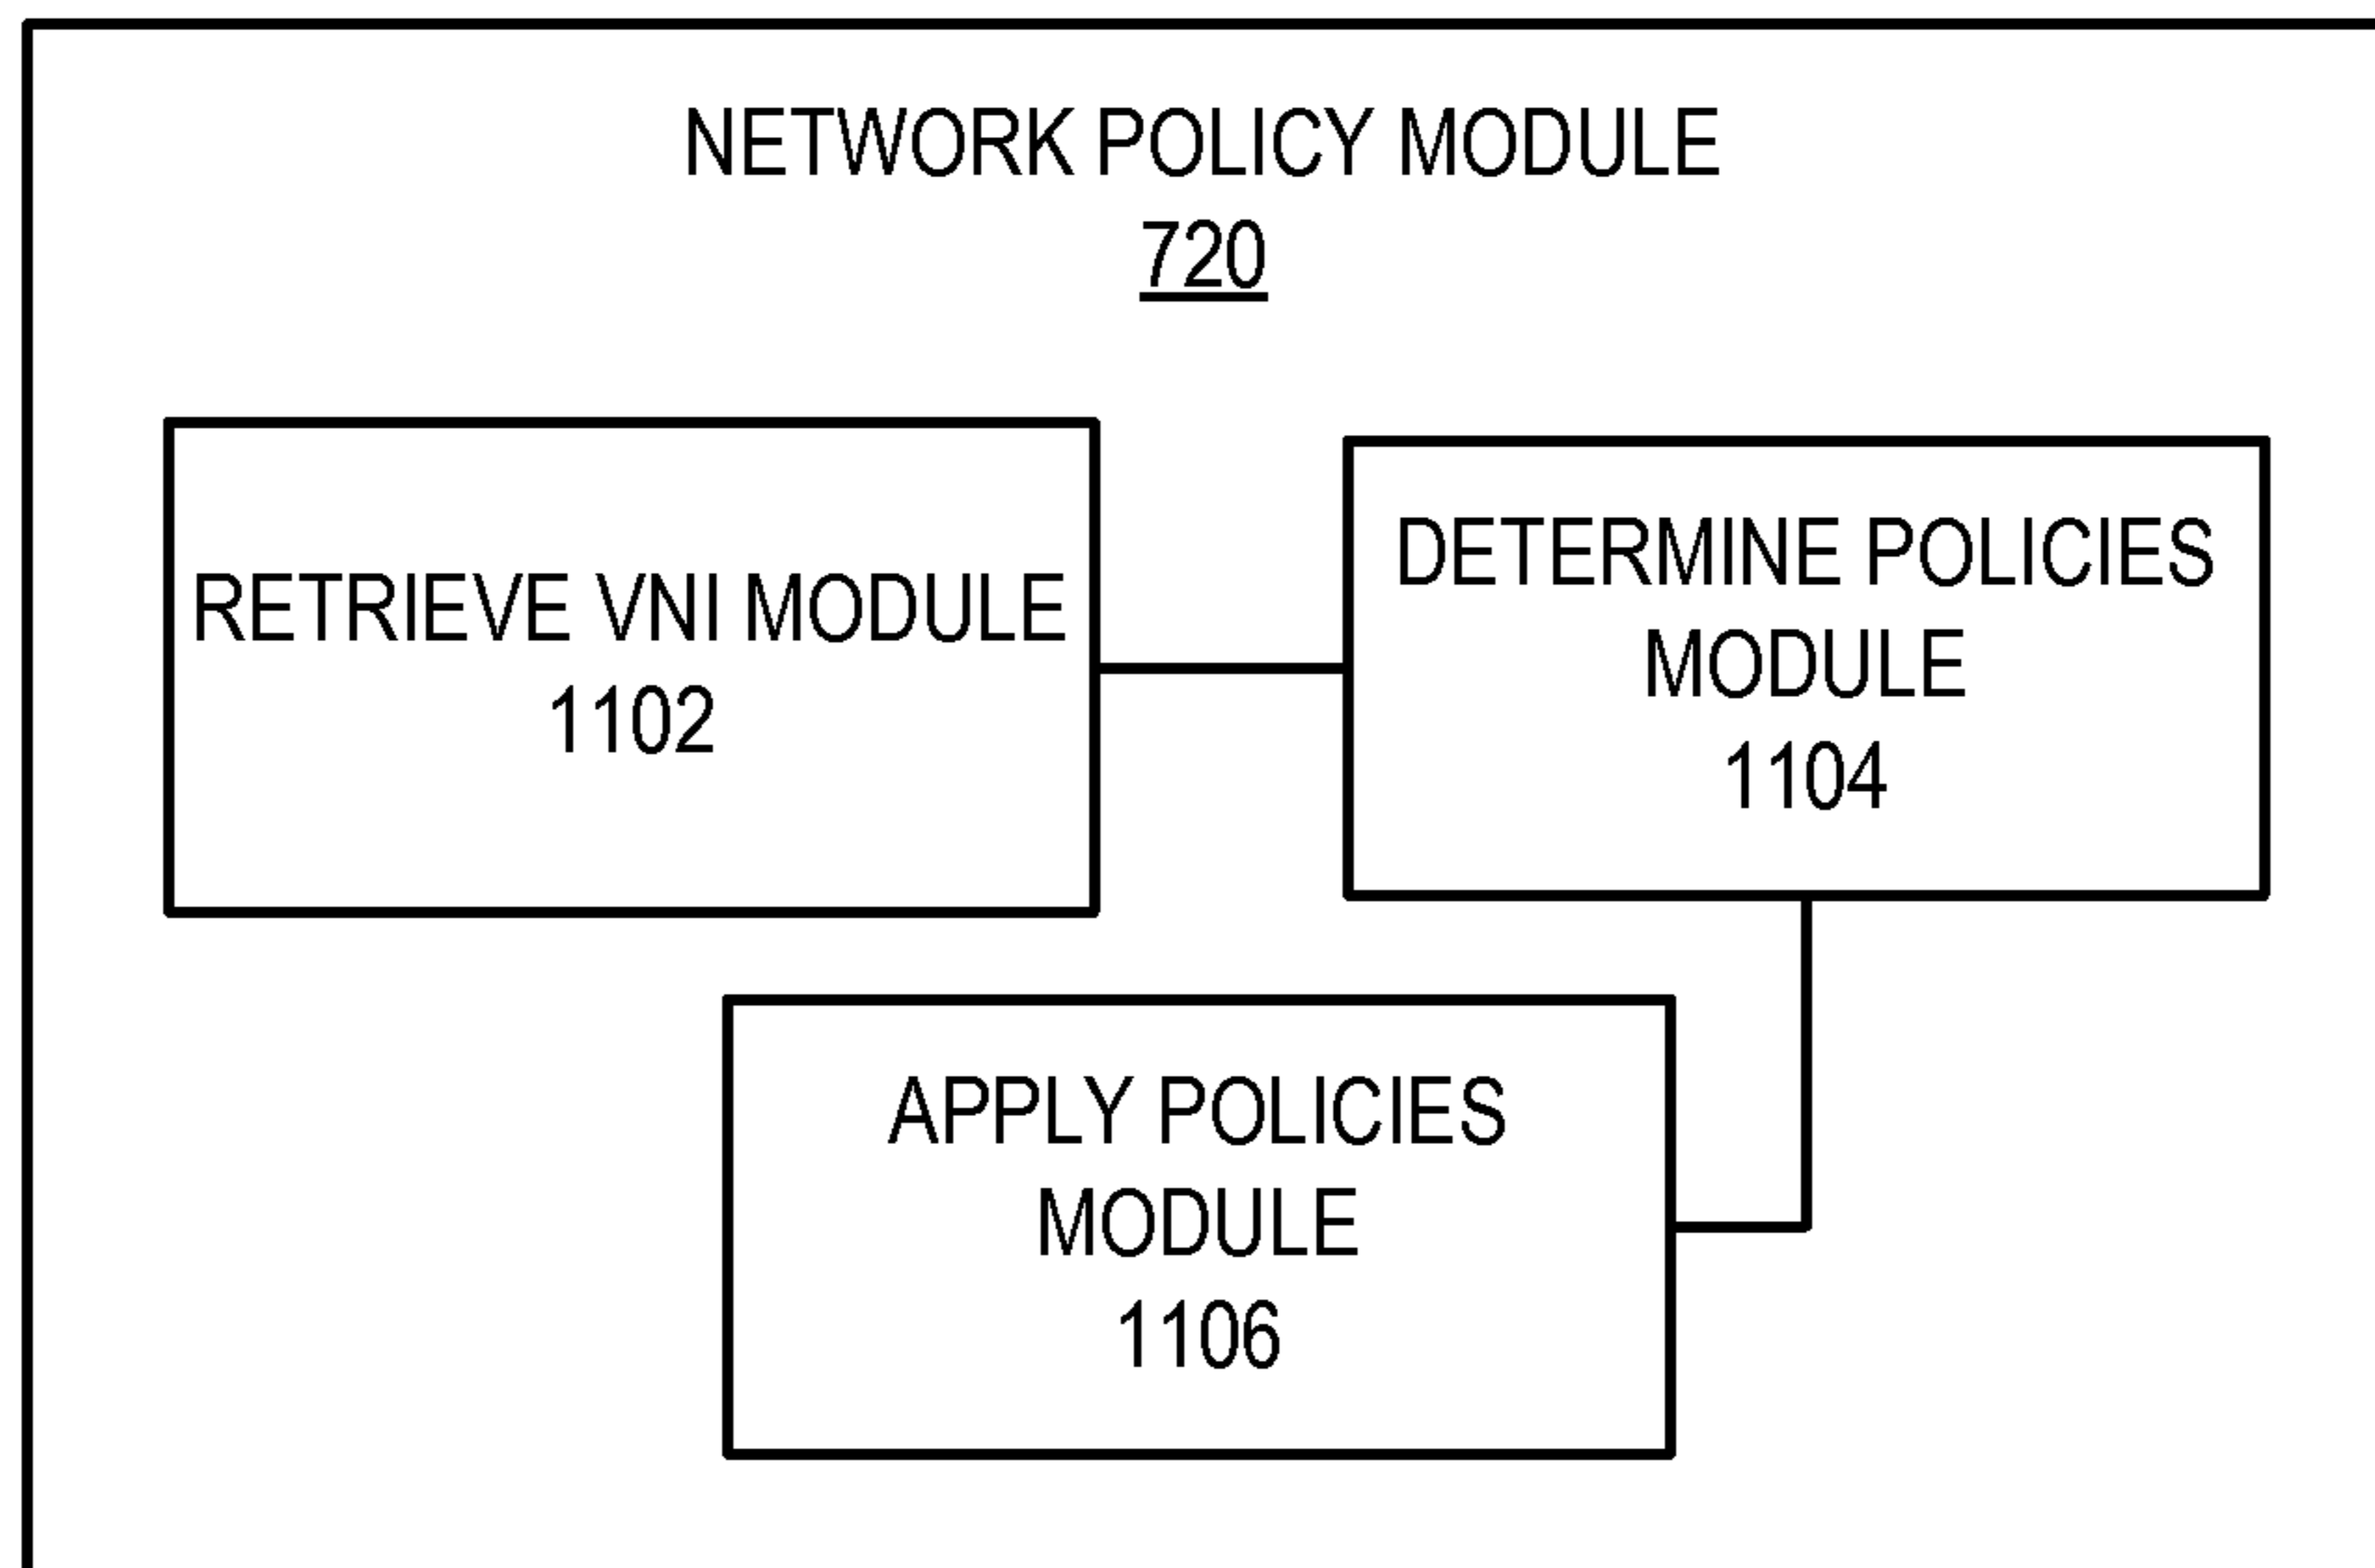 NETWORK POLICY MODULE
720
RETRIEVE VNI MODULE
1102
DETERMINE POLICIES
MODULE
1104
APPLY POLICIES
MODULE
1106